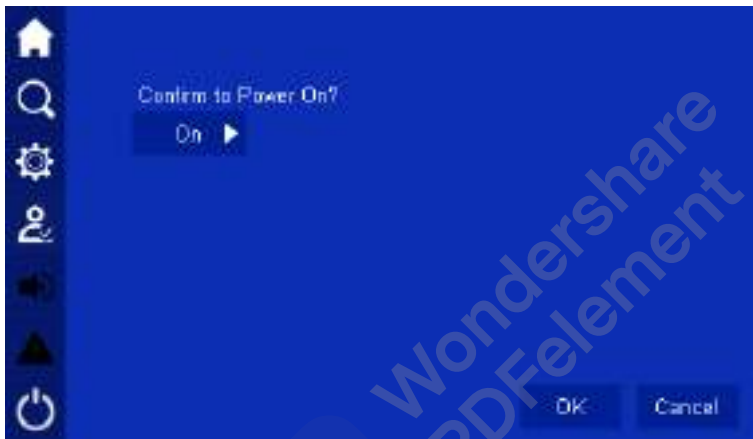 Confirm to Power On?
On
OK
Cancel
Wondershare
PDFelement